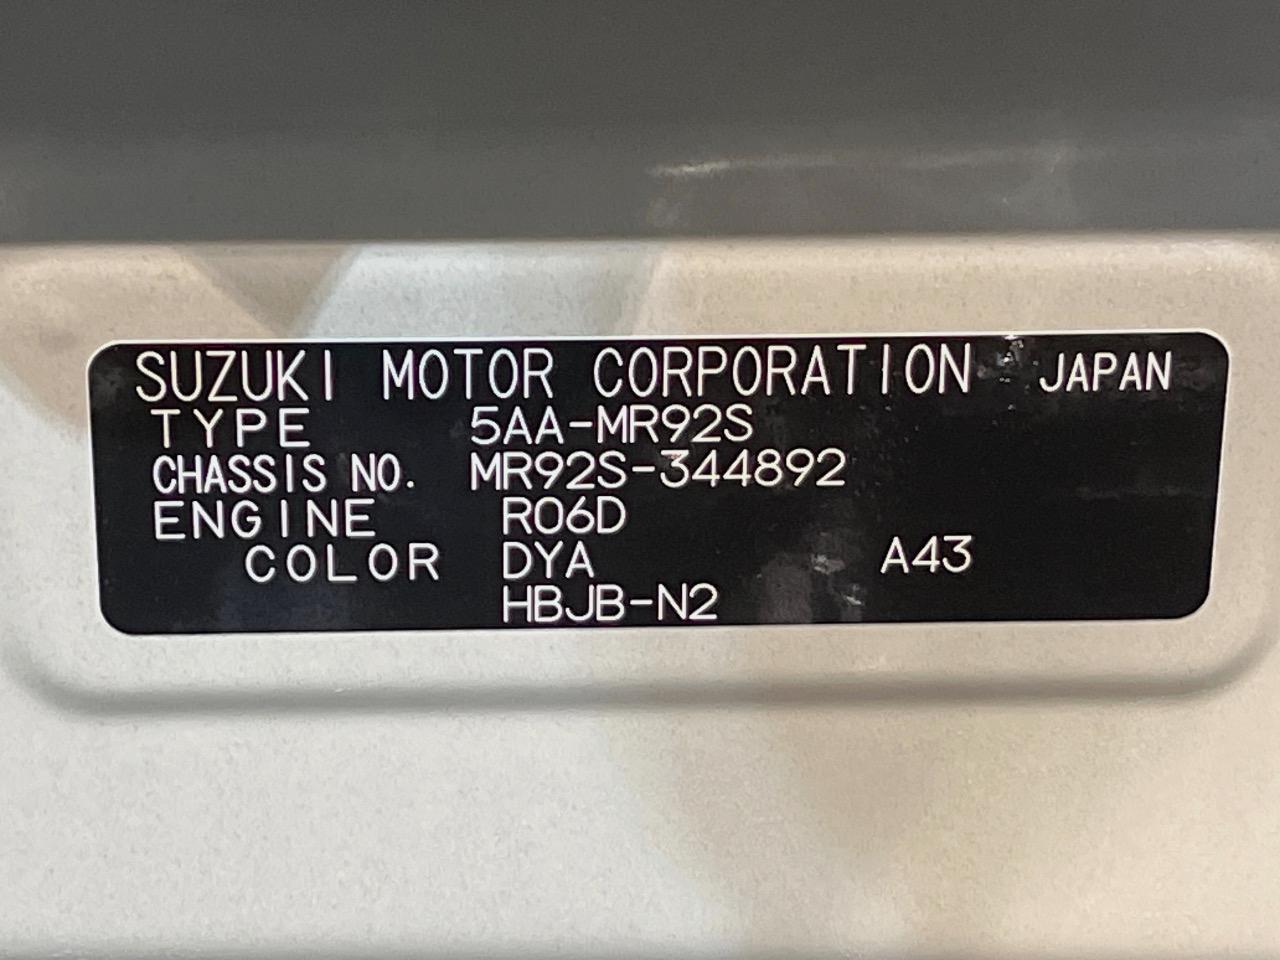 SUZUKI MOTOR CORPORATION JAPAN
TYPE 5AA-MR92S
CHASSIS NO. MR92S-344892
ENGINE R06D
COLOR DYA A43
HBJB-N2